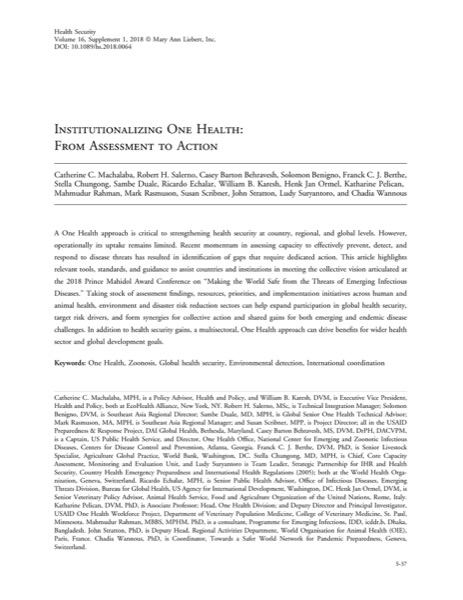 Health Security
Volume 16, Supplement 1, 2018 © Mary Ann Liebert, Inc.
DOI: 10.1089/hs.2018.0064
Institutionalizing One Health:
From Assessment to Action
Catherine C. Machalaba, Robert H. Salerno, Casey Barton Behravesh, Solomon Benigno, Franck C. J. Berthe,
Stella Chungong, Sambe Duale, Ricardo Echalar, William B. Karesh, Henk Jan Ormel, Katharine Pelican,
Mahmudur Rahman, Mark Rasmuson, Susan Scribner, John Stratton, Ludy Suryantoro, and Chadia Wannous
A One Health approach is critical to strengthening health security at country, regional, and global levels. However,
operationally its uptake remains limited. Recent momentum in assessing capacity to effectively prevent, detect, and
respond to disease threats has resulted in identification of gaps that require dedicated action. This article highlights
relevant tools, standards, and guidance to assist countries and institutions in meeting the collective vision articulated at
the 2018 Prince Mahidol Award Conference on “Making the World Safe from the Threats of Emerging Infectious
Diseases.” Taking stock of assessment findings, resources, priorities, and implementation initiatives across human and
animal health, environment and disaster risk reduction sectors can help expand participation in global health security,
target risk drivers, and form synergies for collective action and shared gains for both emerging and endemic disease
challenges. In addition to health security gains, a multisectoral, One Health approach can drive benefits for wider health
sector and global development goals.
Keywords: One Health, Zoonosis, Global health security, Environmental detection, International coordination
Catherine C. Machalaba, MPH, is a Policy Advisor, Health and Policy, and William B. Karesh, DVM, is Executive Vice President,
Health and Policy, both at EcoHealth Alliance, New York, NY. Robert H. Salerno, MSc, is Technical Integration Manager; Solomon
Benigno, DVM, is Southeast Asia Regional Director; Sambe Duale, MD, MPH, is Global Senior One Health Technical Advisor;
Mark Rasmuson, MA, MPH, is Southeast Asia Regional Manager; and Susan Scribner, MPP, is Project Director; all in the USAID
Preparedness & Response Project, DAI Global Health, Bethesda, Maryland. Casey Barton Behravesh, MS, DVM, DrPH, DACVPM,
is a Captain, US Public Health Service, and Director, One Health Office, National Center for Emerging and Zoonotic Infectious
Diseases, Centers for Disease Control and Prevention, Atlanta, Georgia. Franck C. J. Berthe, DVM, PhD, is Senior Livestock
Specialist, Agriculture Global Practice, World Bank, Washington, DC. Stella Chungong, MD, MPH, is Chief, Core Capacity
Assessment, Monitoring and Evaluation Unit, and Ludy Suryantoro is Team Leader, Strategic Partnership for IHR and Health
Security, Country Health Emergency Preparedness and International Health Regulations (2005); both at the World Health Orga-
nization, Geneva, Switzerland. Ricardo Echalar, MPH, is Senior Public Health Advisor, Office of Infectious Diseases, Emerging
Threats Division, Bureau for Global Health, US Agency for International Development, Washington, DC. Henk Jan Ormel, DVM, is
Senior Veterinary Policy Advisor, Animal Health Service, Food and Agriculture Organization of the United Nations, Rome, Italy.
Katharine Pelican, DVM, PhD, is Associate Professor; Head, One Health Division; and Deputy Director and Principal Investigator,
USAID One Health Workforce Project, Department of Veterinary Population Medicine, College of Veterinary Medicine, St. Paul,
Minnesota. Mahmudur Rahman, MBBS, MPHM, PhD, is a consultant, Programme for Emerging Infections, IDD, icddr,b, Dhaka,
Bangladesh. John Stratton, PhD, is Deputy Head, Regional Activities Department, World Organisation for Animal Health (OIE),
Paris, France. Chadia Wannous, PhD, is Coordinator, Towards a Safer World Network for Pandemic Preparedness, Geneva,
Switzerland.
S-37